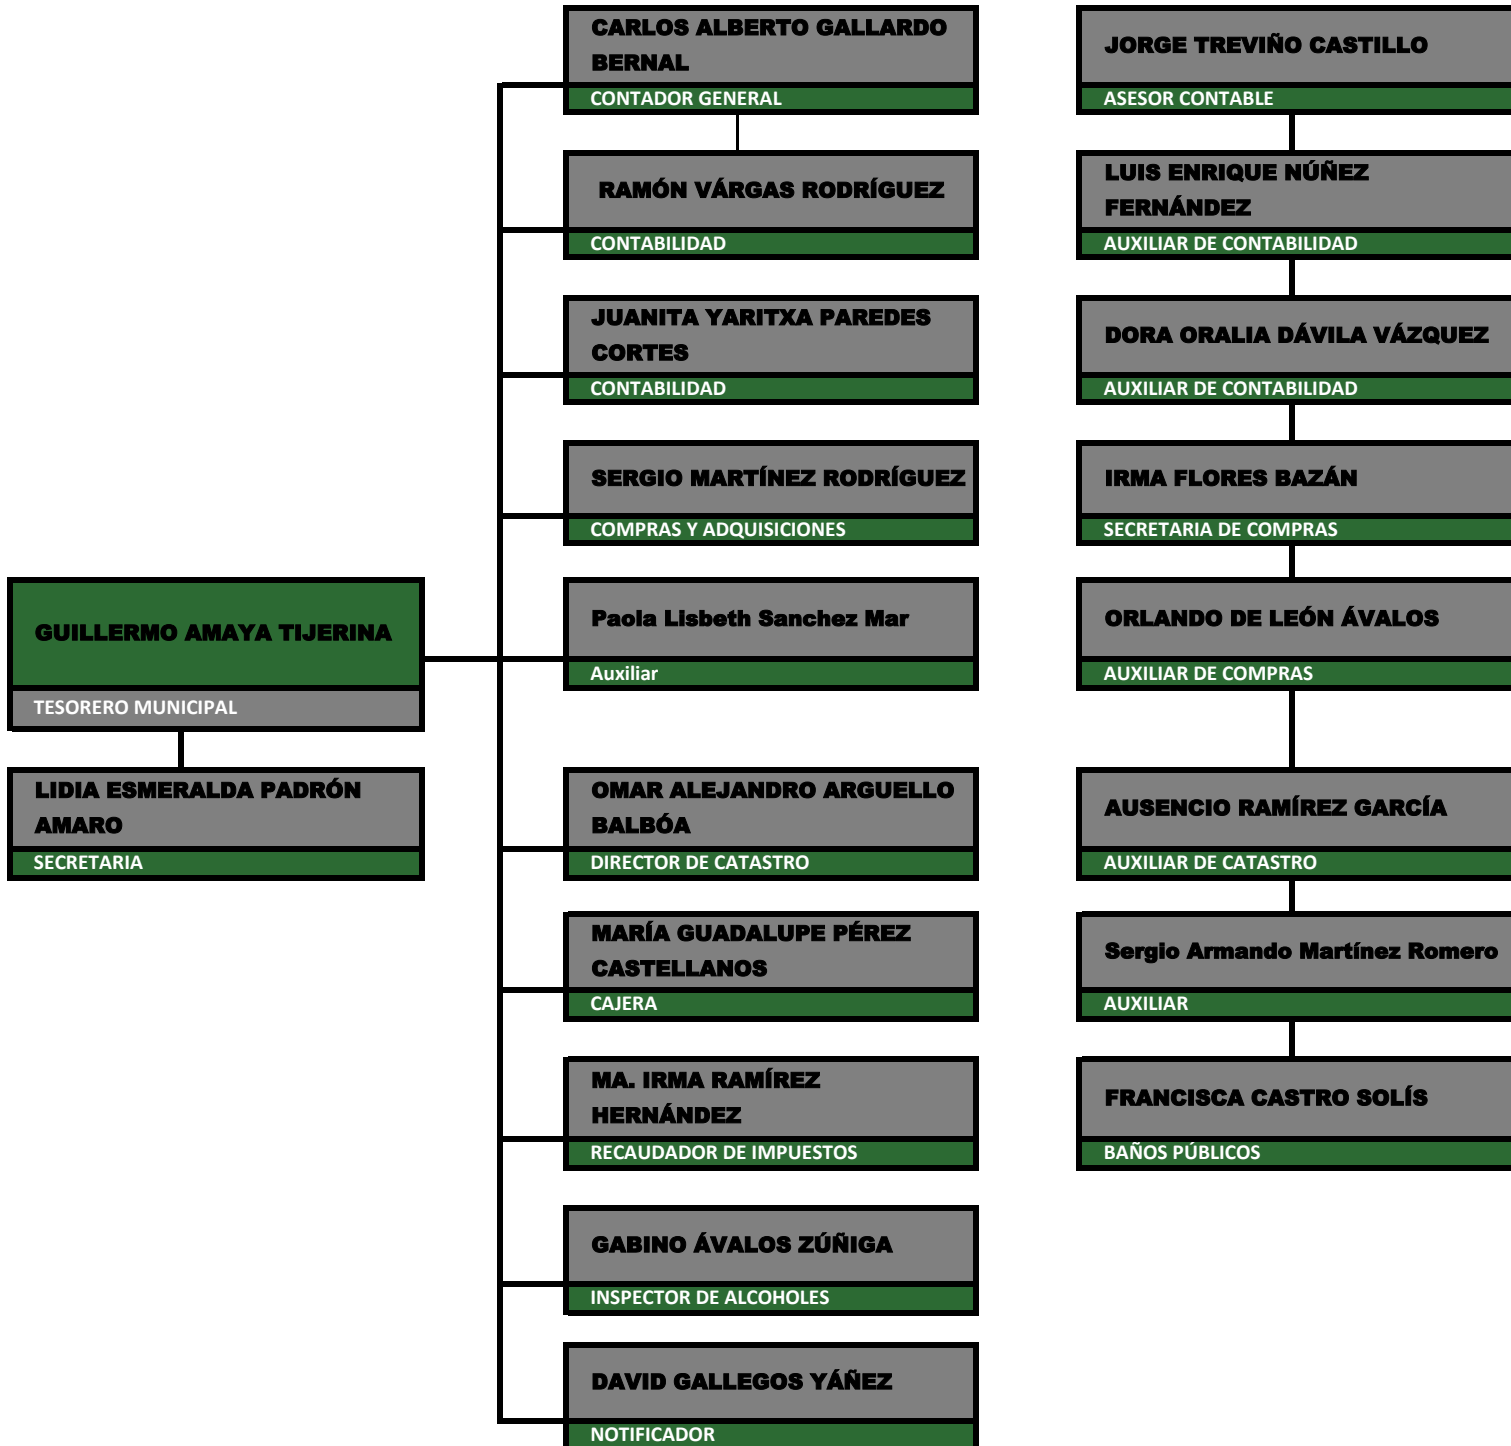 GUILLERMO AMAYA TIJERINA
TESORERO MUNICIPAL
LIDIA ESMERALDA PADRÓN
AMARO
SECRETARIA
CARLOS ALBERTO GALLARDO
BERNAL
CONTADOR GENERAL
RAMÓN VÁRGAS RODRÍGUEZ
CONTABILIDAD
JUANITA YARITXA PAREDES
CORTES
CONTABILIDAD
SERGIO MARTÍNEZ RODRÍGUEZ
COMPRAS Y ADQUISICIONES
Paola Lisbeth Sanchez Mar
Auxiliar
OMAR ALEJANDRO ARGUELLO
BALBÓA
DIRECTOR DE CATASTRO
MARÍA GUADALUPE PÉREZ
CASTELLANOS
CAJERA
MA. IRMA RAMÍREZ
HERNÁNDEZ
RECAUDADOR DE IMPUESTOS
GABINO ÁVALOS ZÚÑIGA
INSPECTOR DE ALCOHOLES
DAVID GALLEGOS YÁÑEZ
NOTIFICADOR
JORGE TREVIÑO CASTILLO
ASESOR CONTABLE
LUIS ENRIQUE NÚÑEZ
FERNÁNDEZ
AUXILIAR DE CONTABILIDAD
DORA ORALIA DÁVILA VÁZQUEZ
AUXILIAR DE CONTABILIDAD
IRMA FLORES BAZÁN
SECRETARIA DE COMPRAS
ORLANDO DE LEÓN ÁVALOS
AUXILIAR DE COMPRAS
AUSENCIO RAMÍREZ GARCÍA
AUXILIAR DE CATASTRO
Sergio Armando Martínez Romero
AUXILIAR
FRANCISCA CASTRO SOLÍS
BAÑOS PÚBLICOS